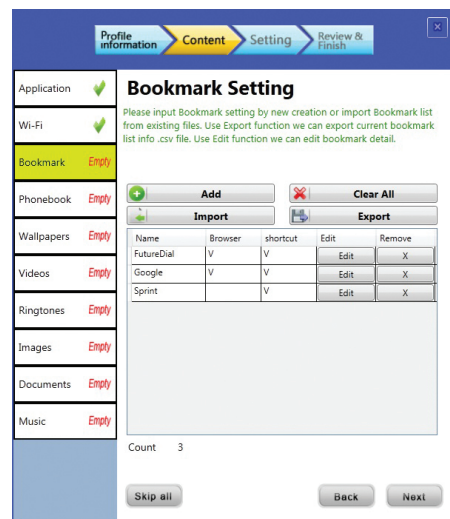 Profile information
Content
Setting
Review & Finish
Application
Wi-Fi
Bookmark Empty
Phonebook Empty
Wallpapers Empty
Videos Empty
Ringtones Empty
Images Empty
Documents Empty
Music Empty
Bookmark Setting
Please input Bookmark setting by new creation or import Bookmark list
from existing files. Use Export function we can export current bookmark
list info .csv file. Use Edit function we can edit bookmark detail.
Add Clear All
Import Export
Name Browser shortcut Edit Remove
FutureDial V V Edit X
Google V V Edit X
Sprint V Edit X
Count 3
Skip all Back Next